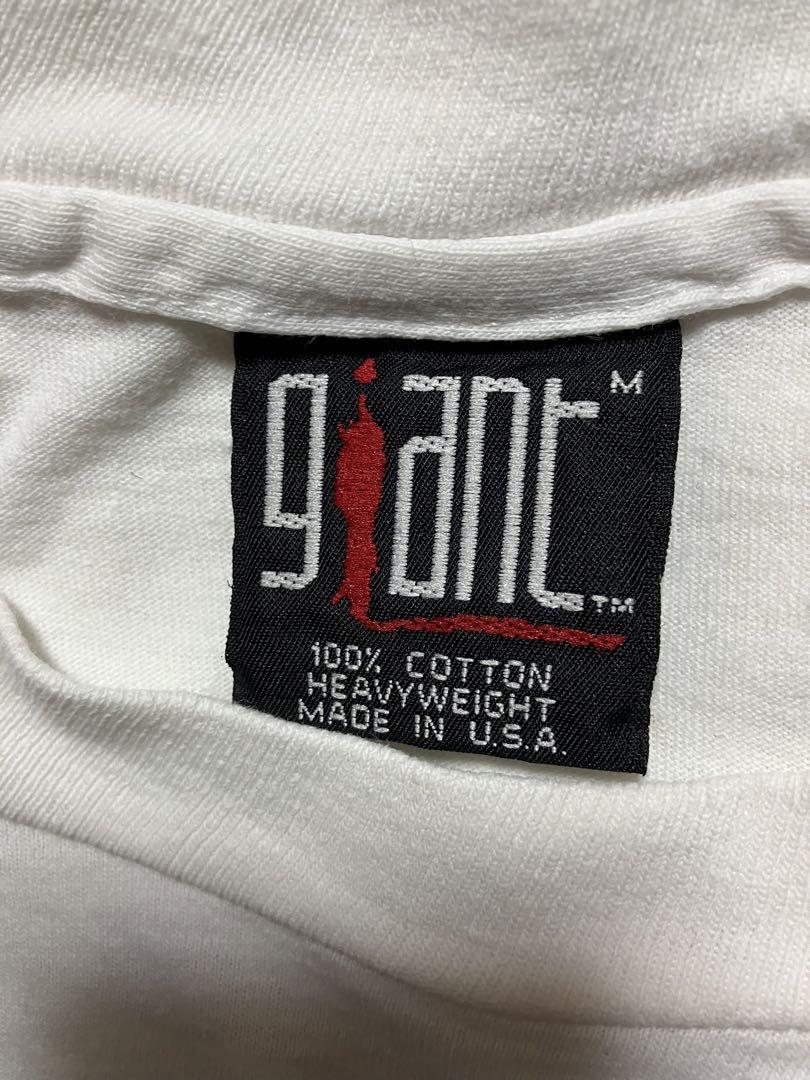 giant M
TM
100% COTTON
HEAVYWEIGHT
MADE IN U.S.A.